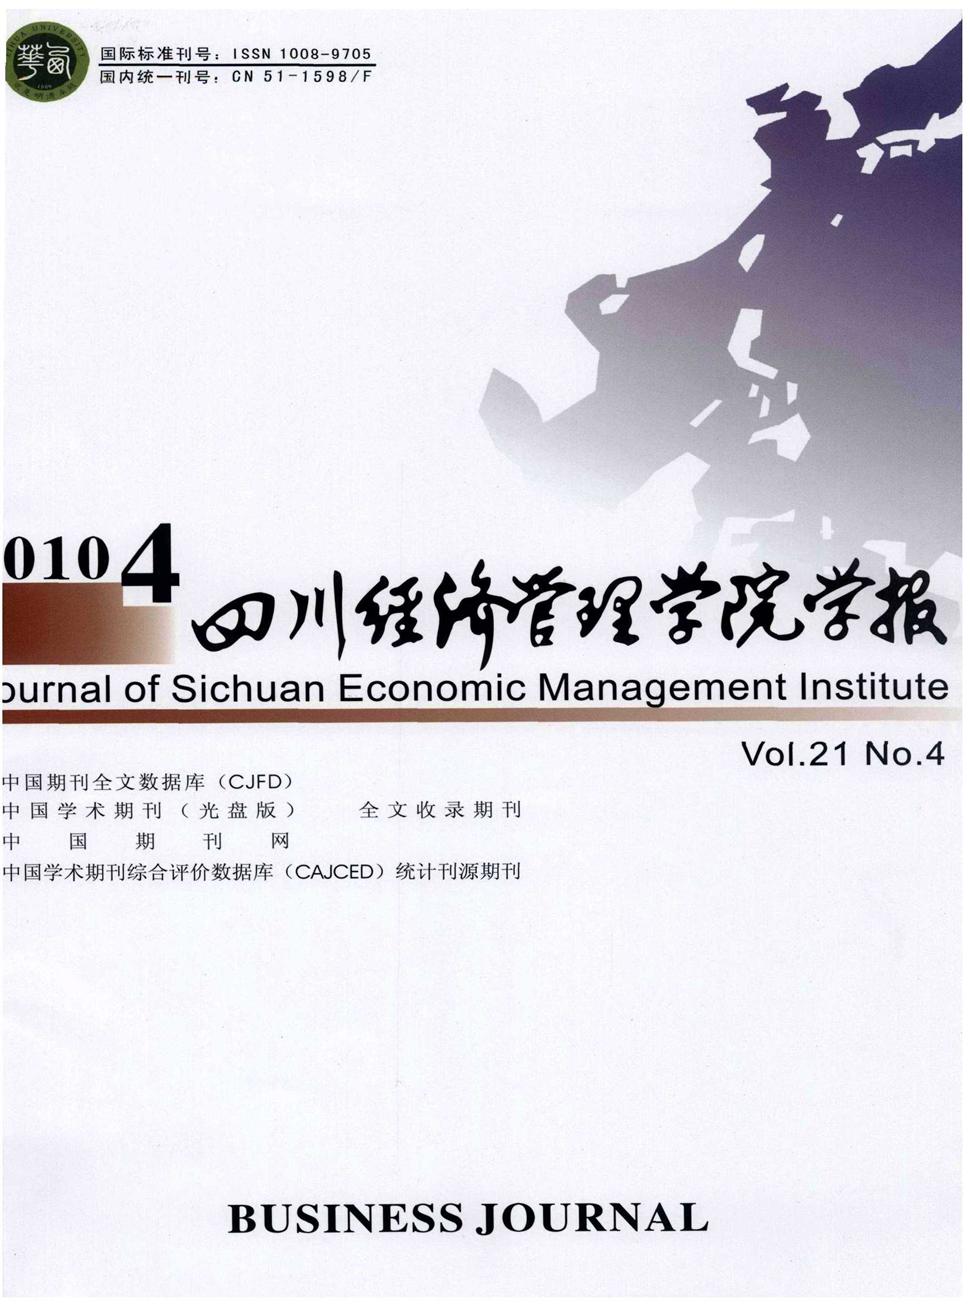 華西
国际标准刊号：ISSN 1008-9705
国内统一刊号：CN 51-1598/F
010 4
四川经济管理学院学报
ournal of Sichuan Economic Management Institute
Vol.21 No.4
中国期刊全文数据库（CJFD）
中国学术期刊（光盘版） 全文收录期刊
中国期刊网
中国学术期刊综合评价数据库（CAJCED）统计刊源期刊
BUSINESS JOURNAL